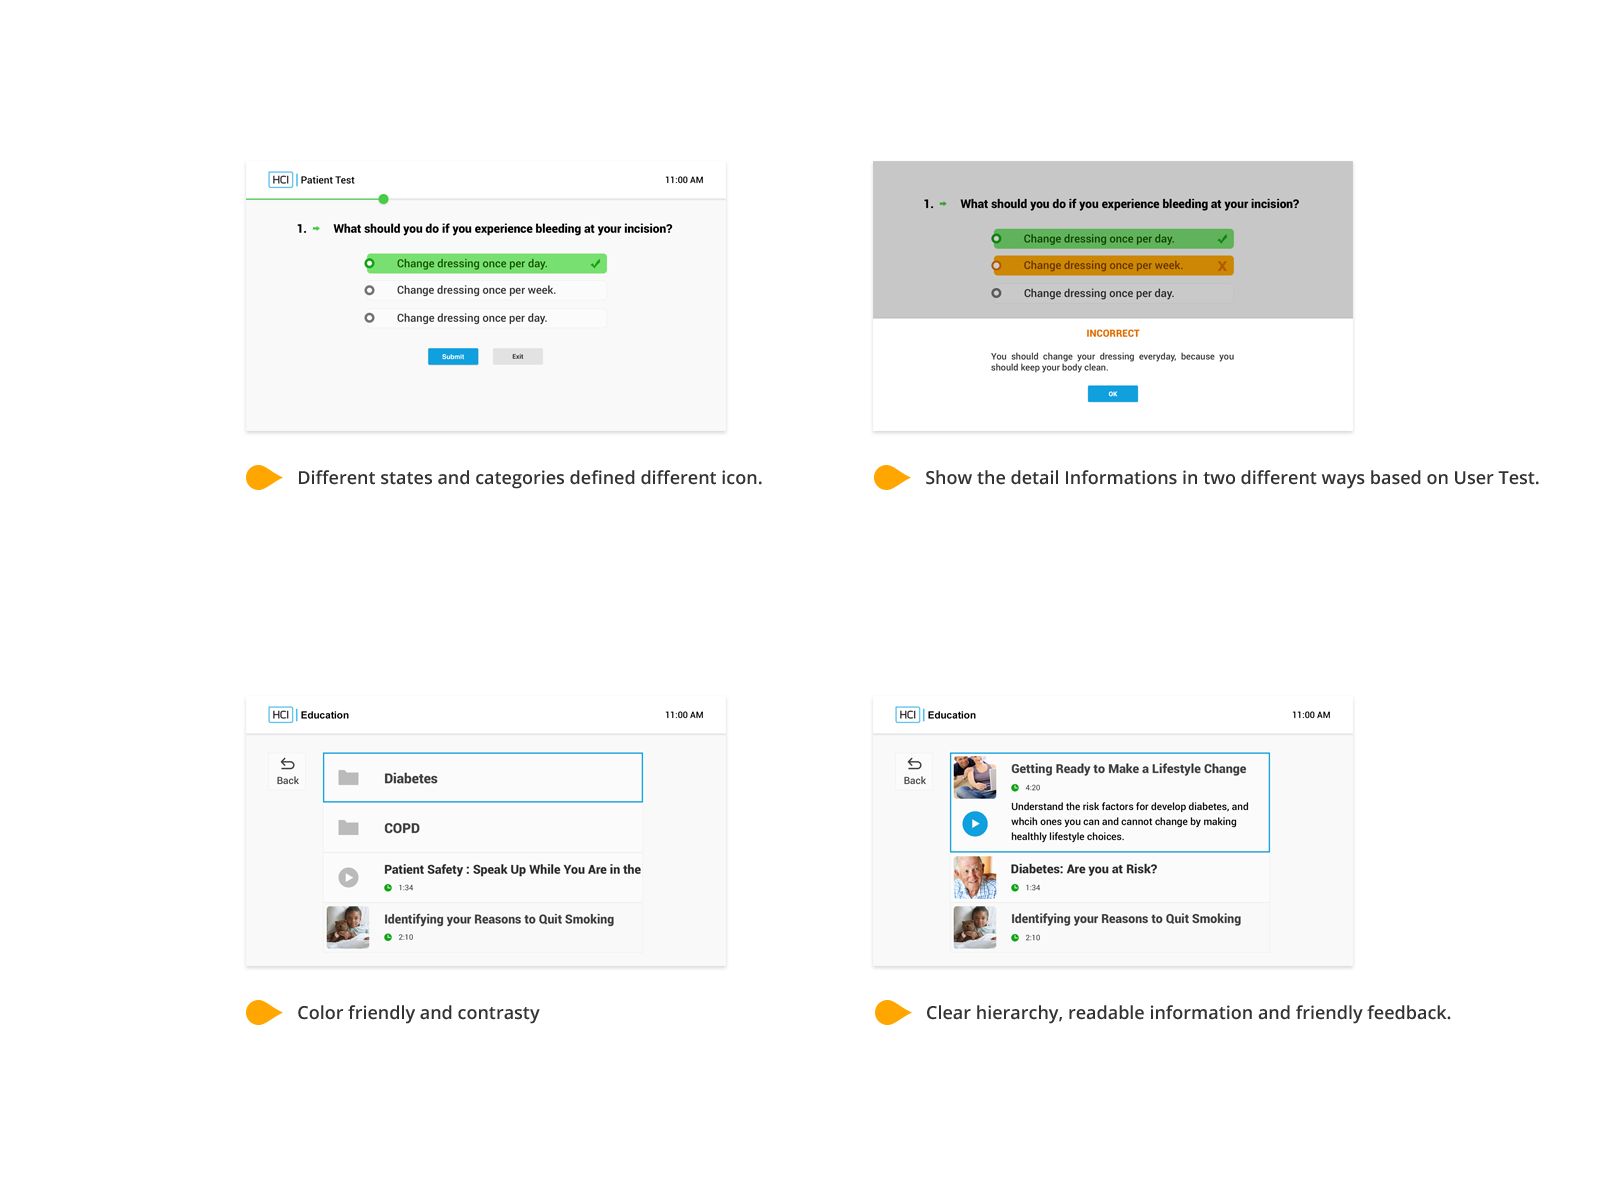 HCI Patient Test 11:00 AM
1. What should you do if you experience bleeding at your incision?
Change dressing once per day.
Change dressing once per week.
Change dressing once per day.
Submit Exit
Different states and categories defined different icon.
1. What should you do if you experience bleeding at your incision?
Change dressing once per day.
Change dressing once per week.
Change dressing once per day.
INCORRECT
You should change your dressing everyday, because you
should keep your body clean.
OK
Show the detail Informations in two different ways based on User Test.
HCI Education 11:00 AM
Back
Diabetes
COPD
Patient Safety : Speak Up While You Are in the
1:34
Identifying your Reasons to Quit Smoking
2:10
Color friendly and contrasty
HCI Education 11:00 AM
Back
Getting Ready to Make a Lifestyle Change
4:20
Understand the risk factors for develop diabetes, and
whcih ones you can and cannot change by making
healthly lifestyle choices.
Diabetes: Are you at Risk?
1:34
Identifying your Reasons to Quit Smoking
2:10
Clear hierarchy, readable information and friendly feedback.